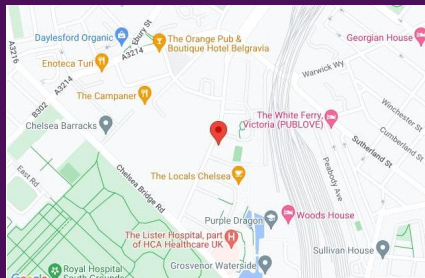 Daylesford Organic
Ebury St
The Orange Pub &
Boutique Hotel Belgravia
Georgian House
A3216
A3214
Enoteca Turi
A3214
Warwick Wy
The Campaner
B302
Winchester St
The White Ferry,
Victoria (PUBLOVE)
Cumberland St
Chelsea Barracks
Sutherland St
East Rd
Chelsea Bridge Rd
Peabody Ave
The Locals Chelsea
Purple Dragon
Woods House
The Lister Hospital, part
of HCA Healthcare UK
Sullivan House
Grosvenor Waterside
Royal Hospital
South Grounds
Google